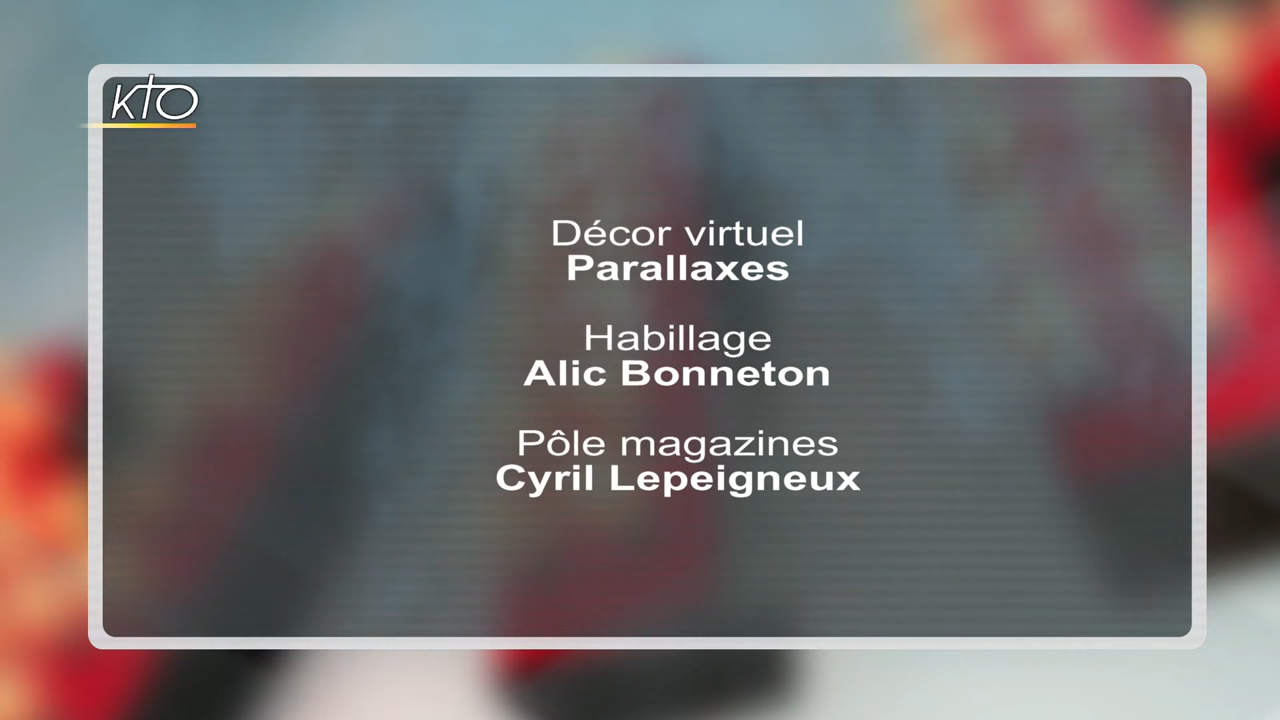 KTO
Décor virtuel
Parallaxes
Habillage
Alic Bonneton
Pôle magazines
Cyril Lepeigneux